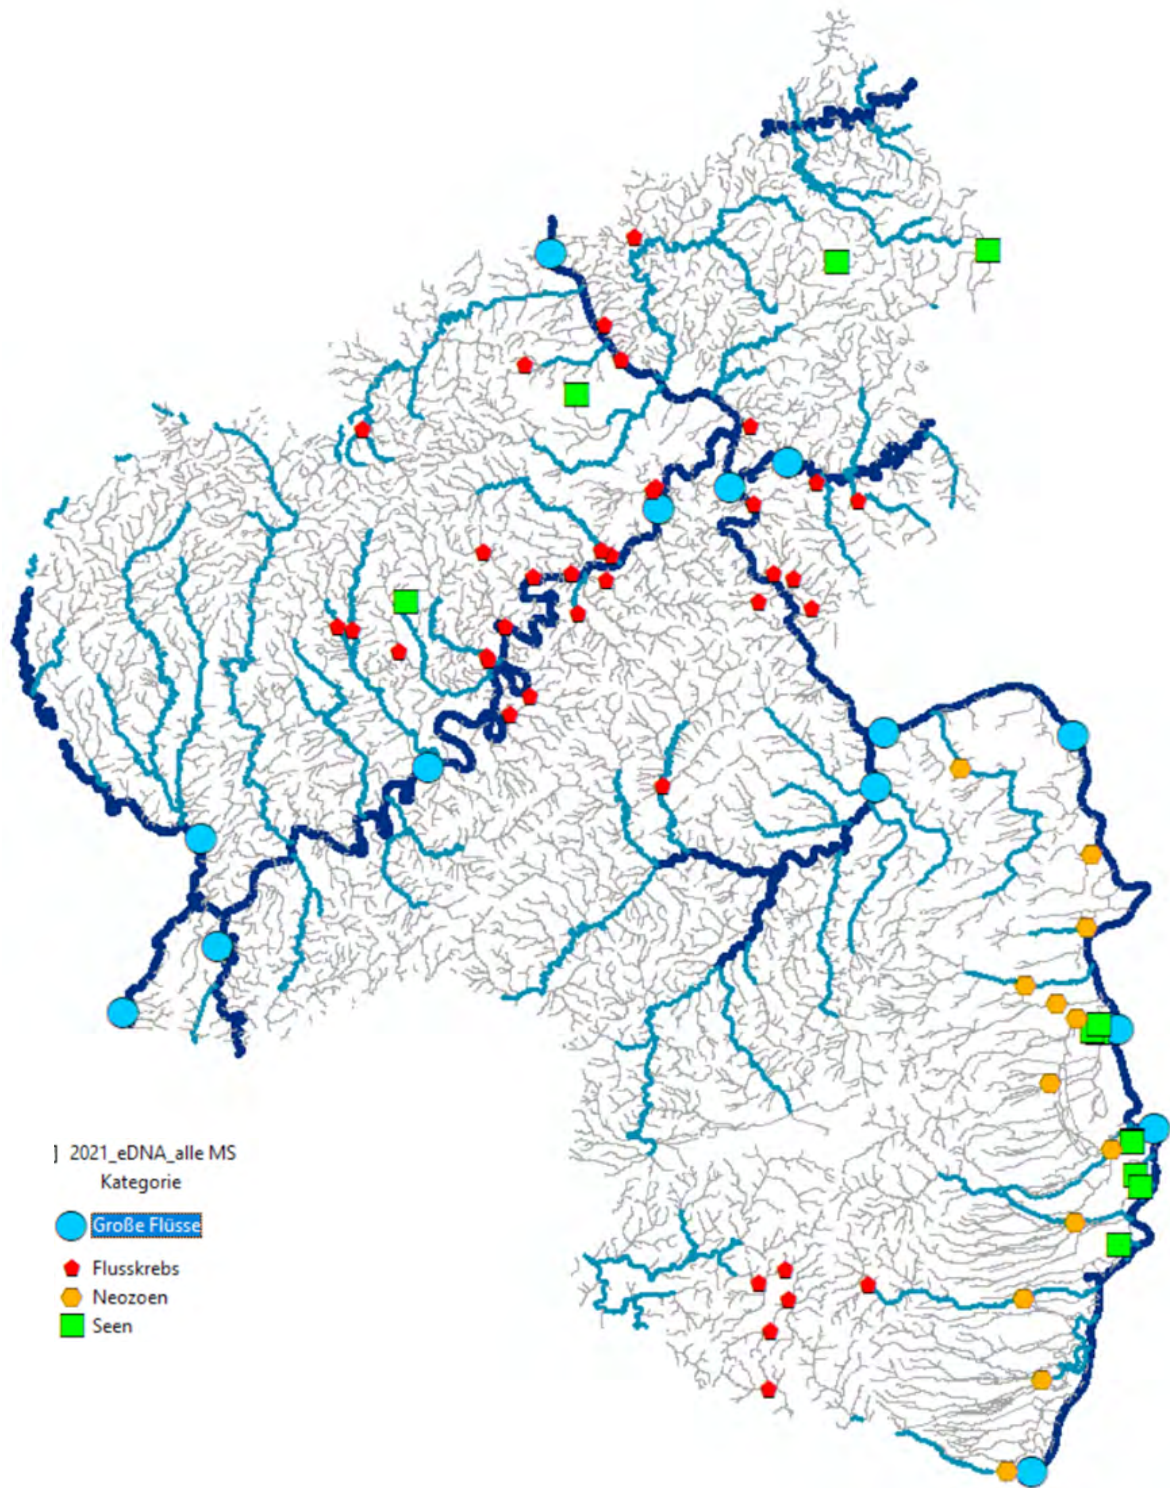 2021_eDNA_alle MS
Kategorie
Große Flüsse
Flusskrebs
Neozoen
Seen